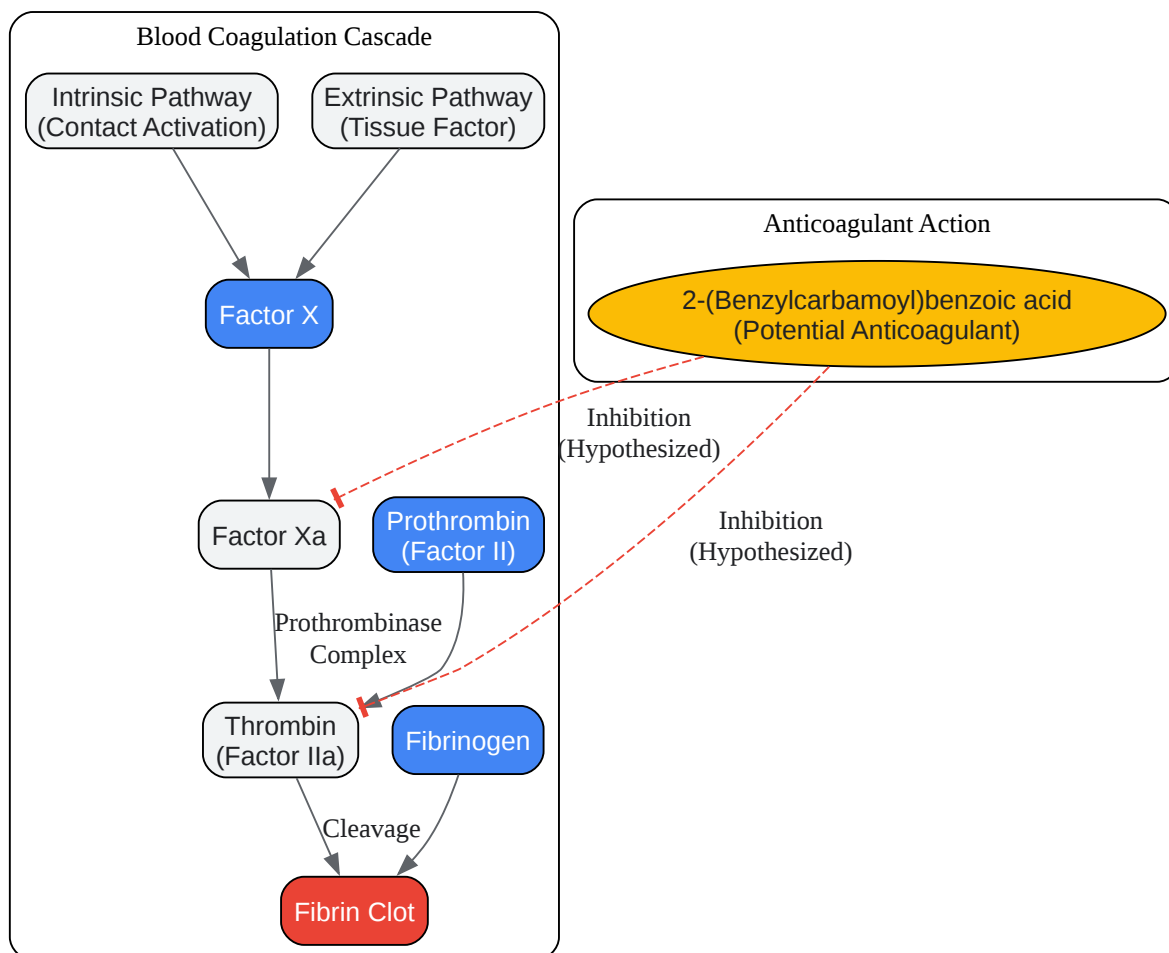 Blood Coagulation Cascade
Intrinsic Pathway
(Contact Activation)
Extrinsic Pathway
(Tissue Factor)
Anticoagulant Action
2-(Benzylcarbamoyl)benzoic acid
(Potential Anticoagulant)
Factor X
Inhibition
(Hypothesized)
Factor Xa
Prothrombin
(Factor II)
Inhibition
(Hypothesized)
Prothrombinase
Complex
Thrombin
(Factor IIa)
Fibrinogen
Cleavage
Fibrin Clot